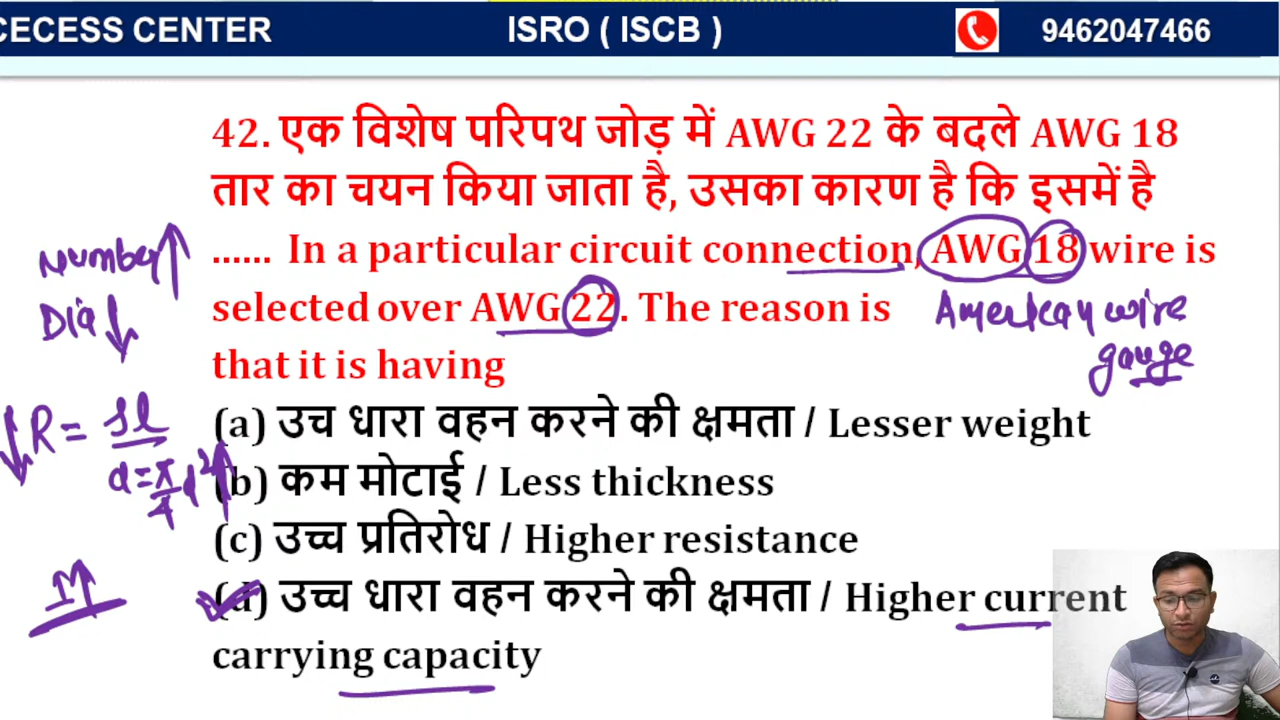 CECESS CENTER
ISRO ( ISCB )
9462047466
42. एक विशेष परिपथ जोड़ में AWG 22 के बदले AWG 18
तार का चयन किया जाता है, उसका कारण है कि इसमें है
...... In a particular circuit connection, AWG 18 wire is
selected over AWG 22. The reason is
that it is having
(a) उच धारा वहन करने की क्षमता / Lesser weight
(b) कम मोटाई / Less thickness
(c) उच्च प्रतिरोध / Higher resistance
(d) उच्च धारा वहन करने की क्षमता / Higher current
carrying capacity
Number ↑
Dia ↓
American wire
gauge
↓ R = ρl
a = π/4 d² ↑